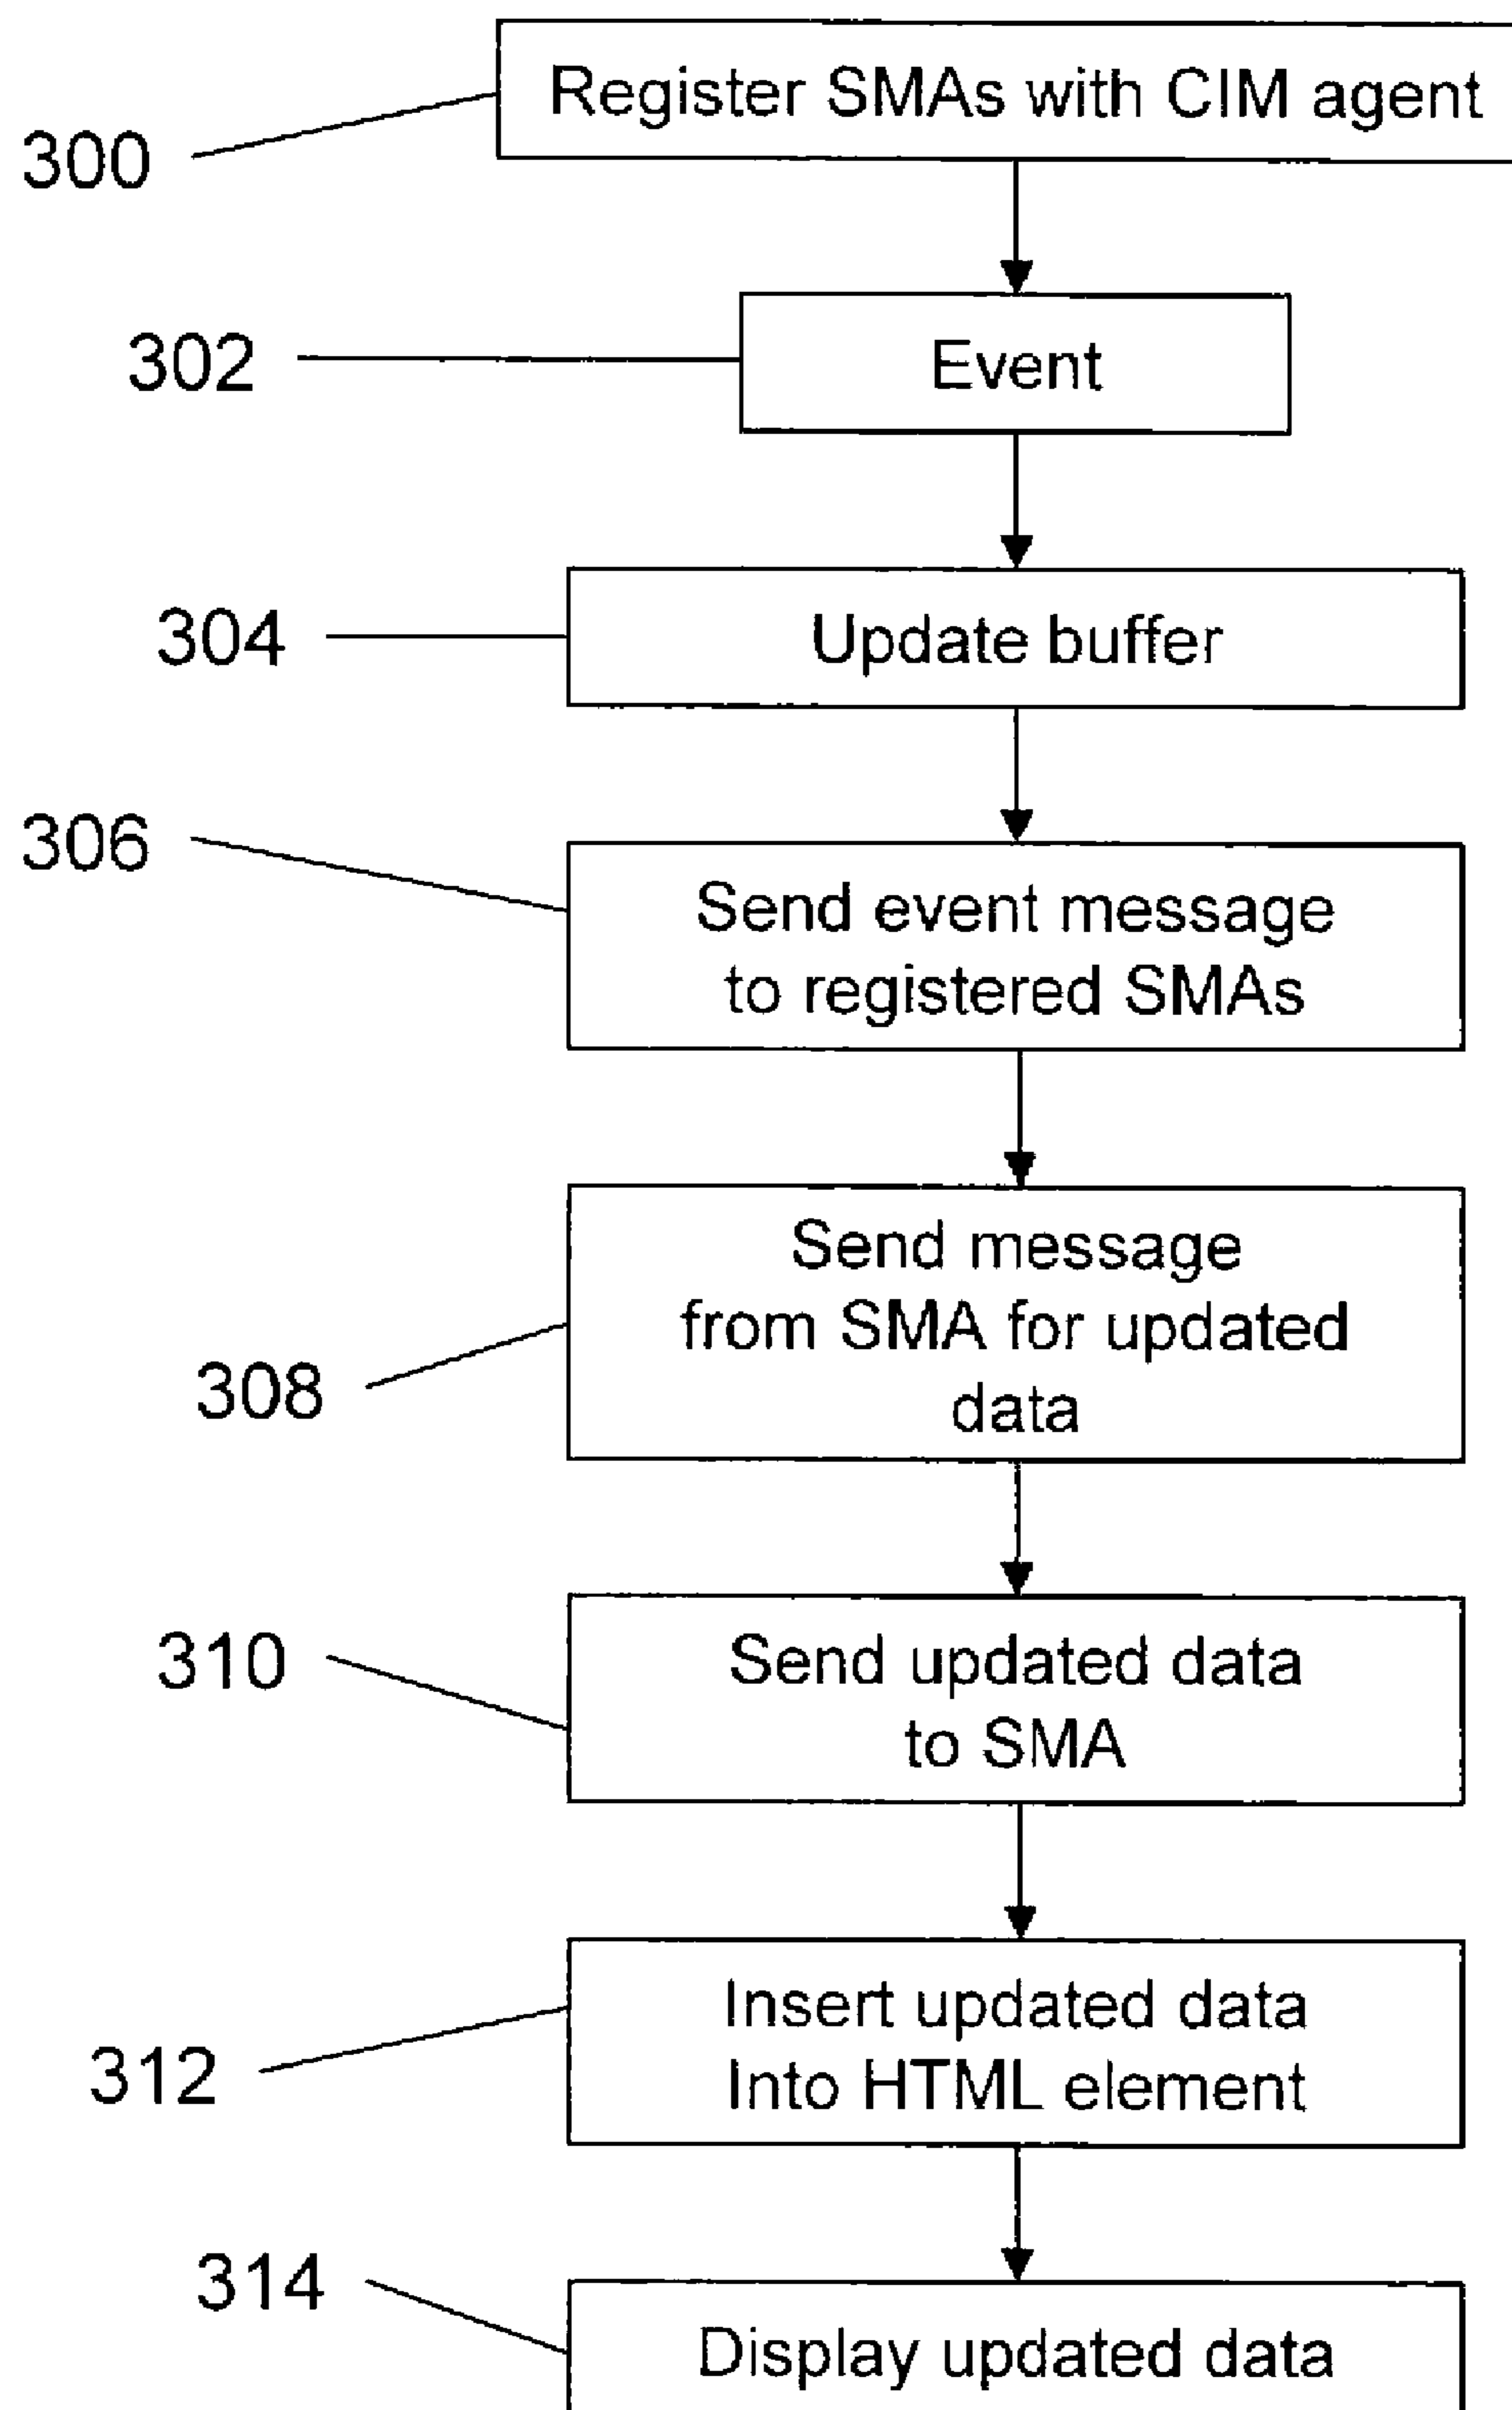 300
Register SMAs with CIM agent
302
Event
304
Update buffer
306
Send event message
to registered SMAs
308
Send message
from SMA for updated
data
310
Send updated data
to SMA
312
Insert updated data
Into HTML element
314
Display updated data